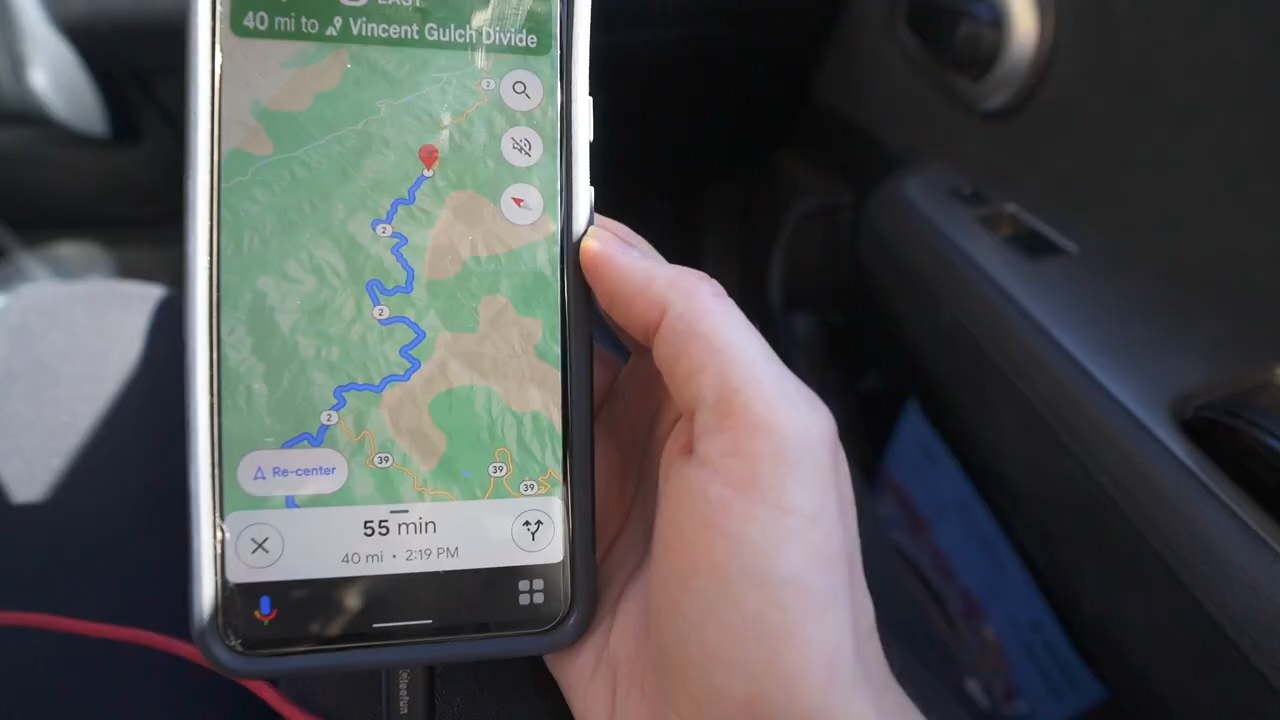 EAST
40 mi to Vincent Gulch Divide
2
2
2
2
39
39
39
Re-center
55 min
40 mi • 2:19 PM